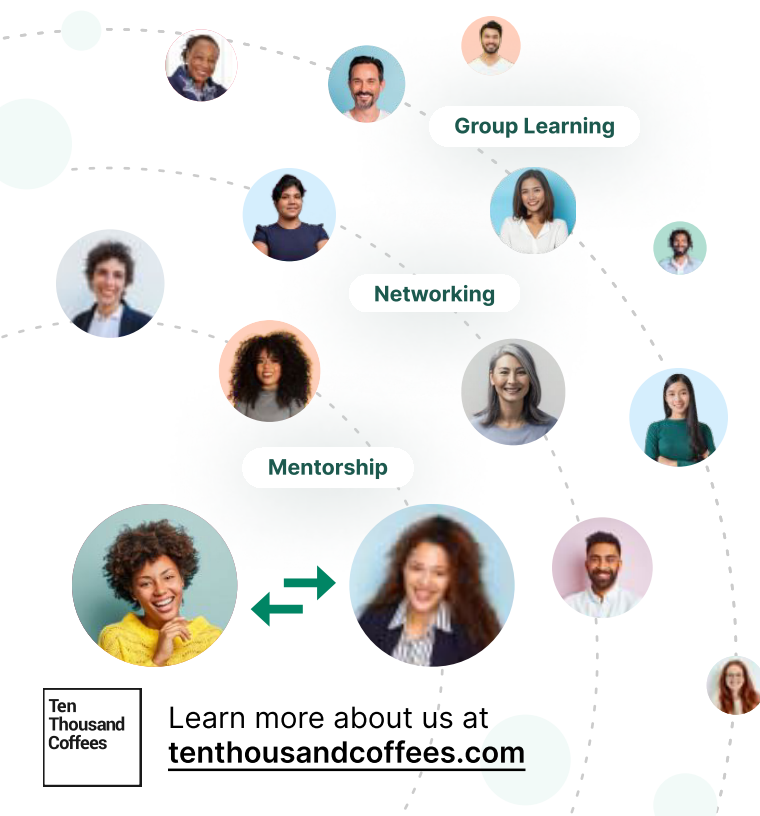 Group Learning
Networking
Mentorship
Ten
Thousand
Coffees
Learn more about us at
tenthousandcoffees.com